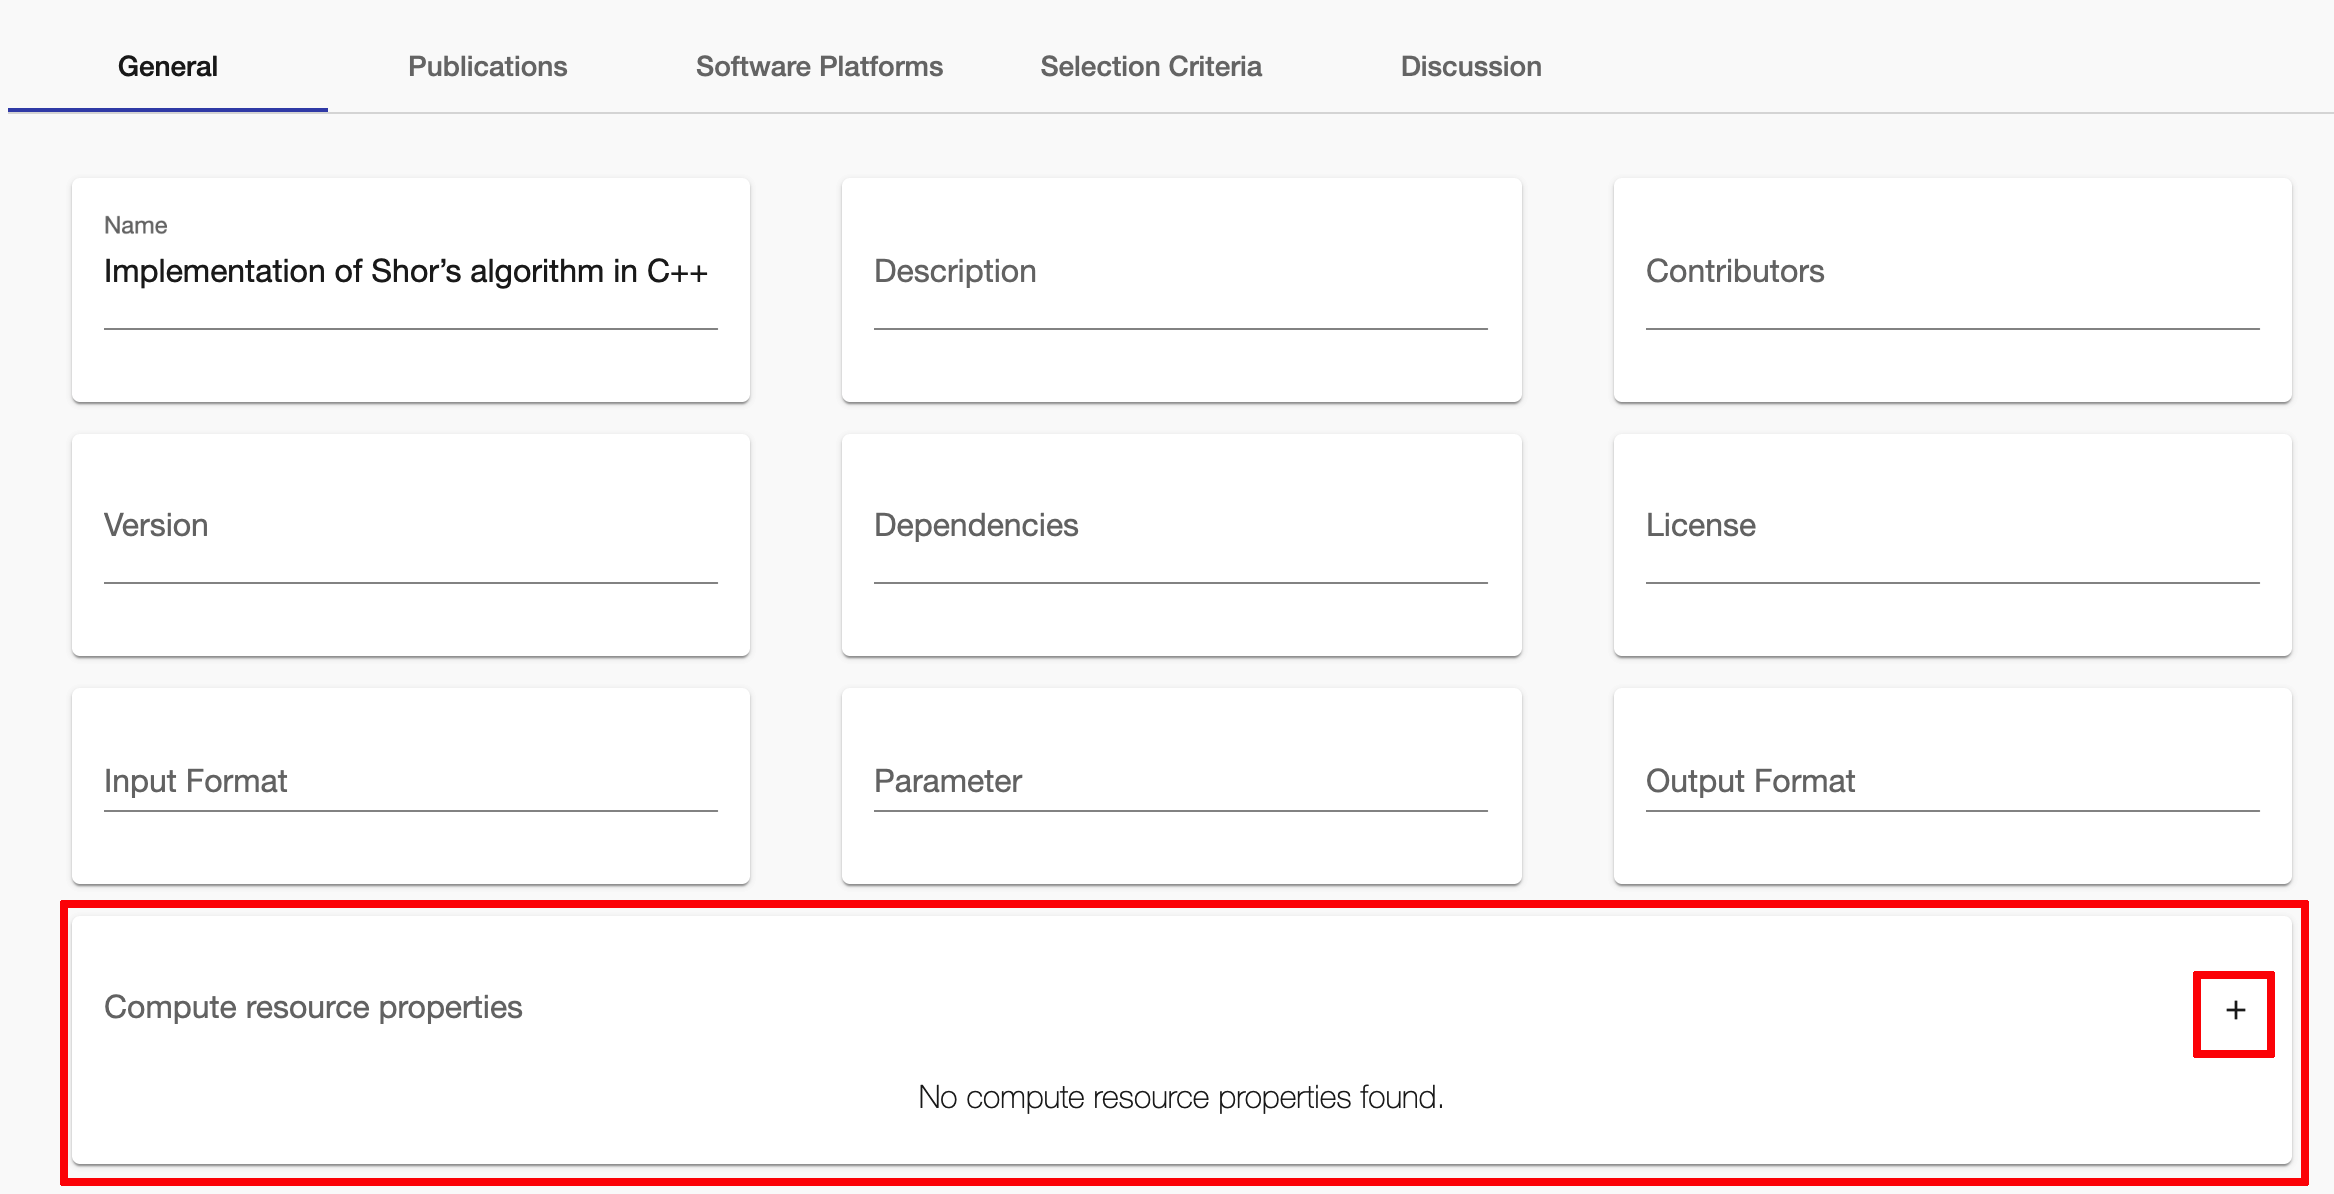 General Publications Software Platforms Selection Criteria Discussion
Name
Implementation of Shor’s algorithm in C++
Description
Contributors
Version
Dependencies
License
Input Format
Parameter
Output Format
Compute resource properties
+
No compute resource properties found.